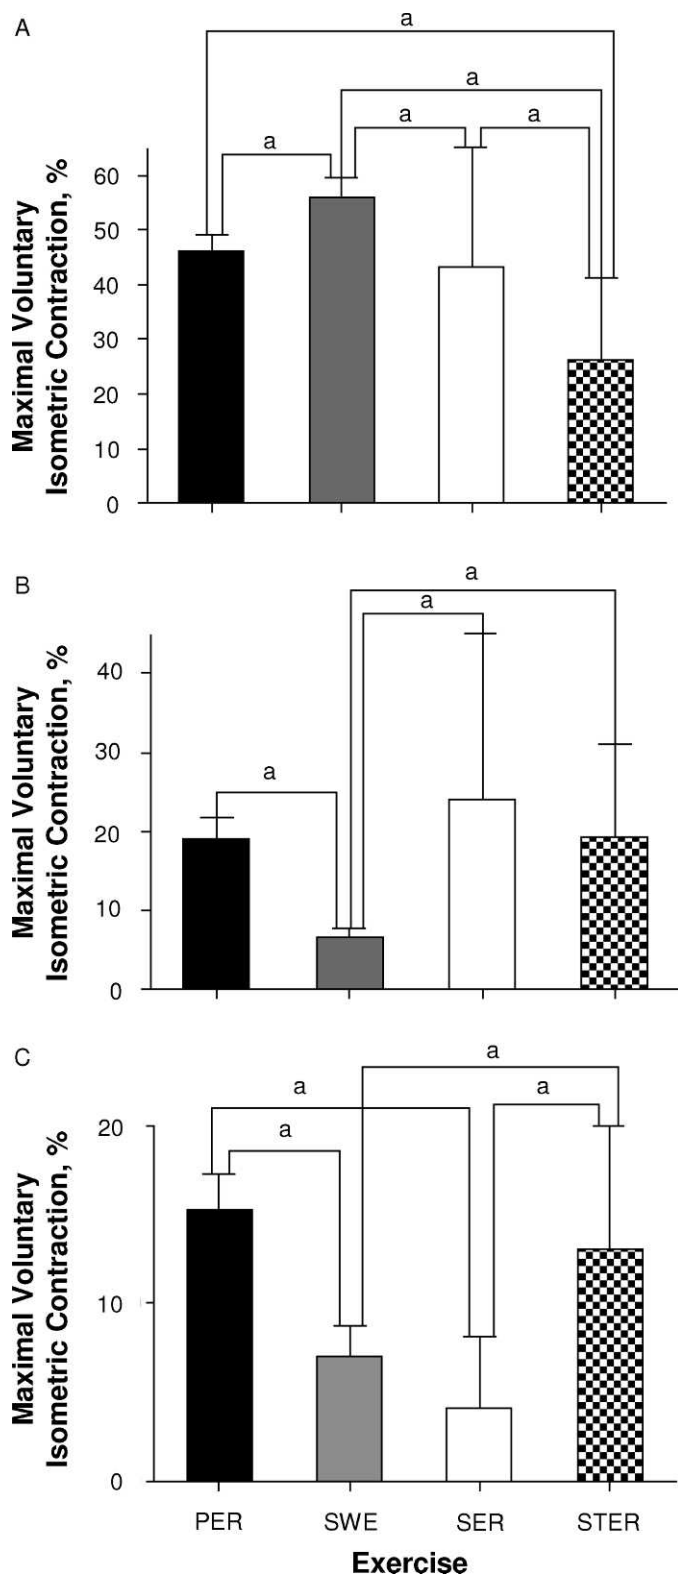 A
a
a
a
a
a
Maximal Voluntary
Isometric Contraction, %
60
50
40
30
20
10
0
B
a
a
a
Maximal Voluntary
Isometric Contraction, %
40
30
20
10
0
C
a
a
a
a
Maximal Voluntary
Isometric Contraction, %
20
10
0
PER SWE SER STER
Exercise